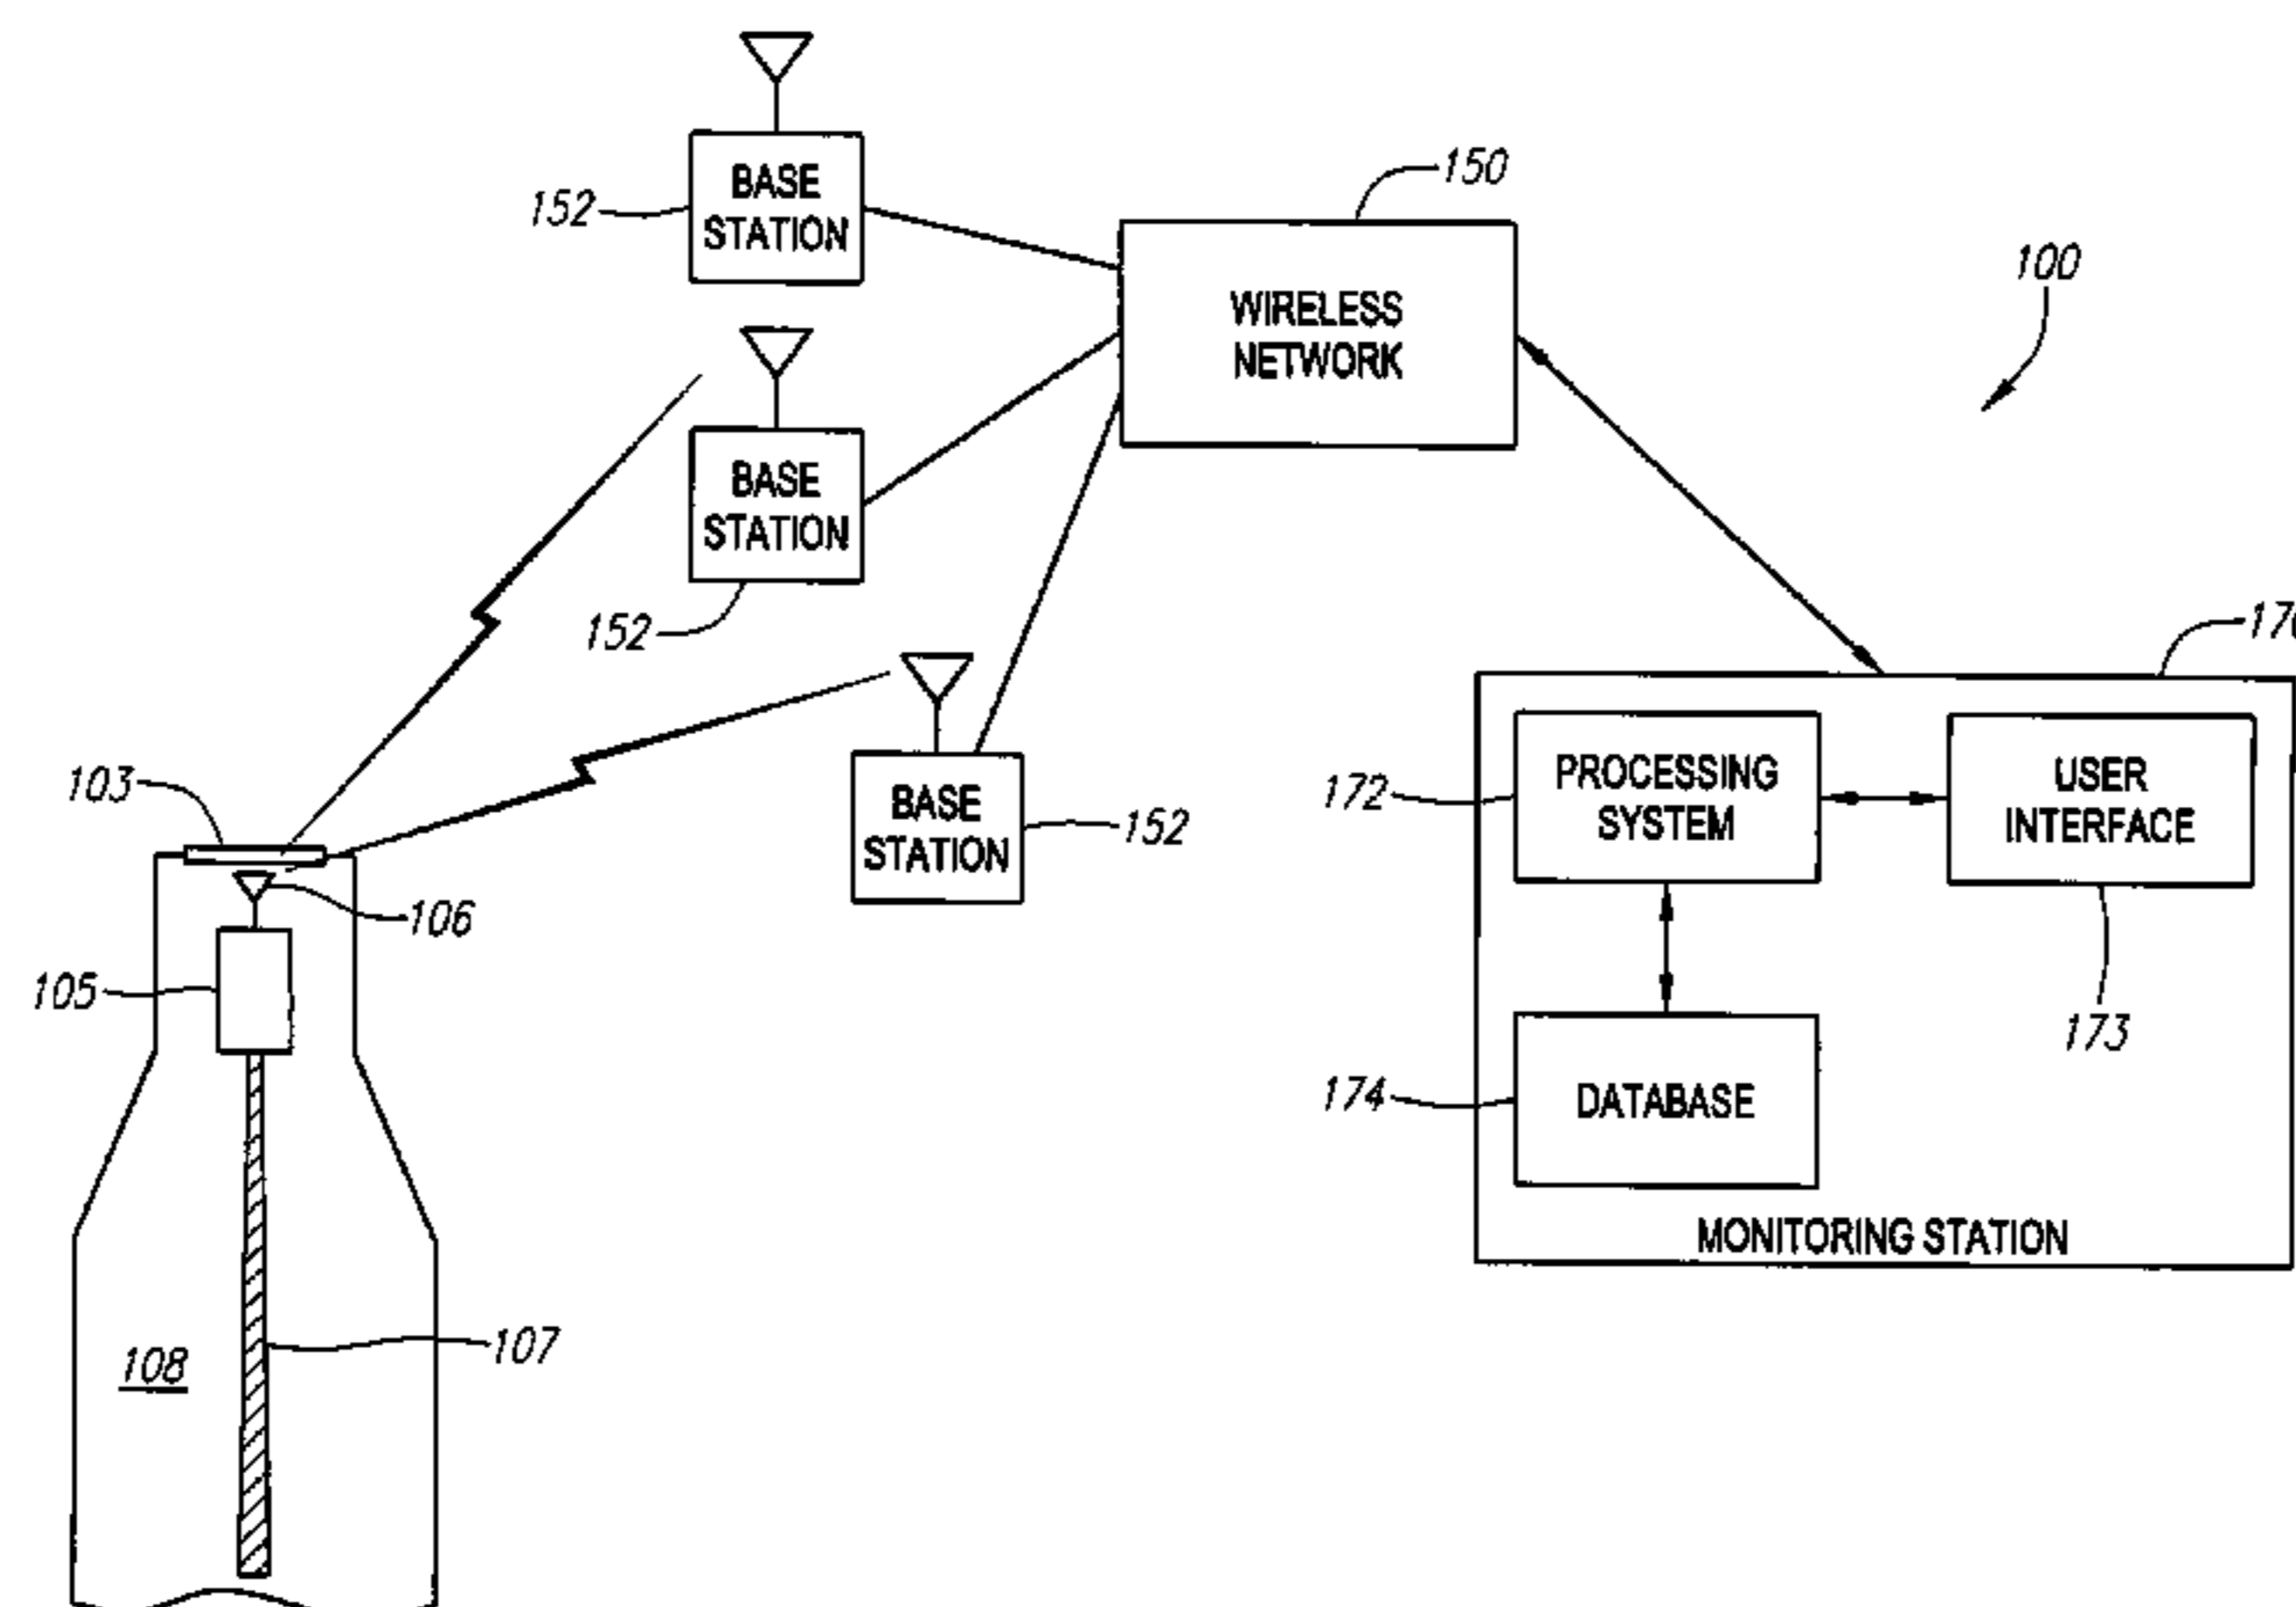 BASE
STATION
152
150
WIRELESS
NETWORK
100
BASE
STATION
152
103
106
105
BASE
STATION
152
172
PROCESSING
SYSTEM
USER
INTERFACE
173
174
DATABASE
MONITORING STATION
107
108